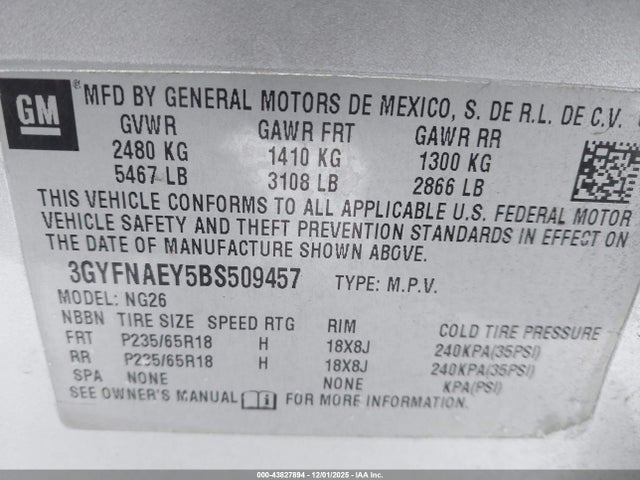 GM ® MFD BY GENERAL MOTORS DE MEXICO, S. DE R.L. DE C.V.
GVWR GAWR FRT GAWR RR
2480 KG 1410 KG 1300 KG
5467 LB 3108 LB 2866 LB
THIS VEHICLE CONFORMS TO ALL APPLICABLE U.S. FEDERAL MOTOR
VEHICLE SAFETY AND THEFT PREVENTION STANDARDS IN EFFECT ON
THE DATE OF MANUFACTURE SHOWN ABOVE.
3GYFNAEY5BS509457 TYPE: M.P.V.
MODEL: NG26
NBBN TIRE SIZE SPEED RTG RIM COLD TIRE PRESSURE
FRT P235/65R18 H 18X8J 240KPA(35PSI)
RR P235/65R18 H 18X8J 240KPA(35PSI)
SPA NONE NONE KPA(PSI)
SEE OWNER'S MANUAL FOR MORE INFORMATION.
000-43827894 | 12/01/2025 - IAA